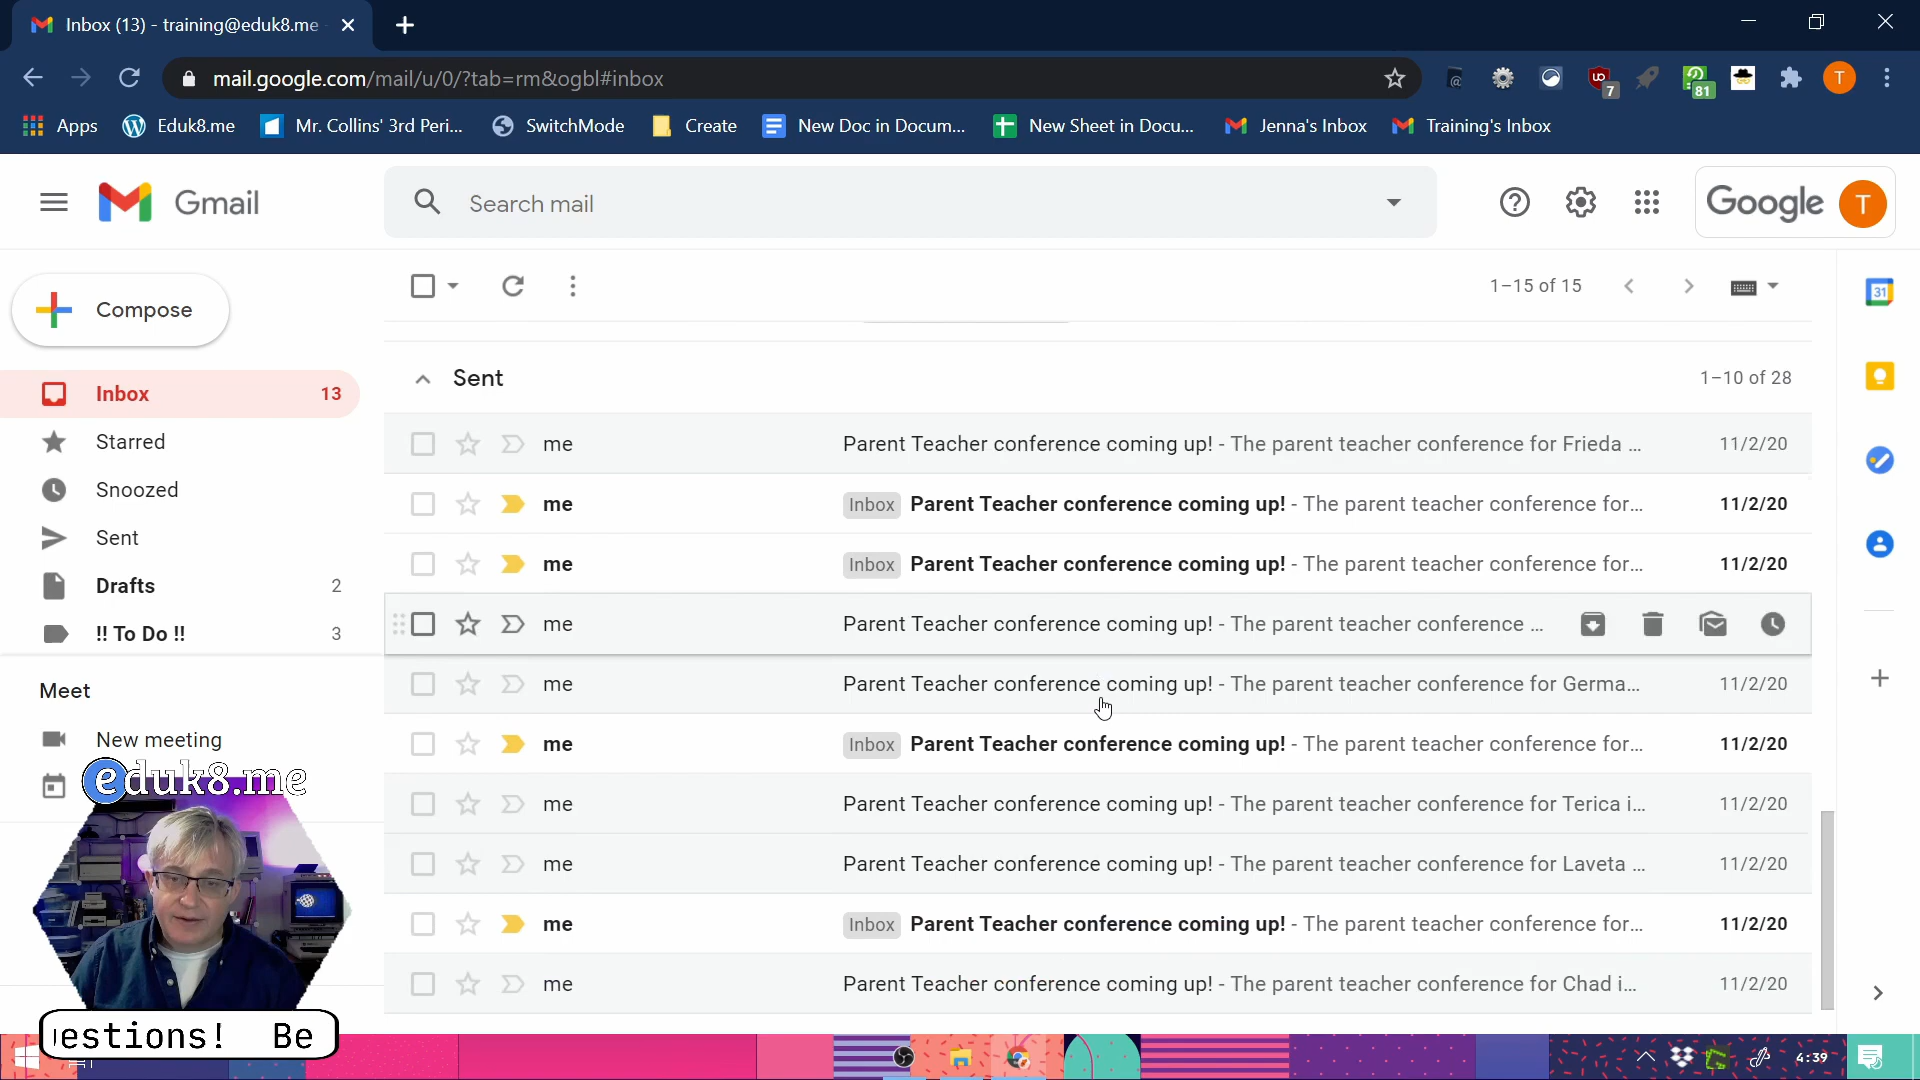 Inbox (13) - training@eduk8.me
mail.google.com/mail/u/0/?tab=rm&ogbl#inbox
7
81
T
Apps
Eduk8.me
Mr. Collins' 3rd Peri...
SwitchMode
Create
New Doc in Docum...
New Sheet in Docu...
Jenna's Inbox
Training's Inbox
Gmail
Search mail
Google
T
Compose
1–15 of 15
31
Inbox 13
Starred
Snoozed
Sent
Drafts 2
!! To Do !! 3
Meet
New meeting
Sent 1–10 of 28
me Parent Teacher conference coming up! - The parent teacher conference for Frieda ... 11/2/20
me Inbox Parent Teacher conference coming up! - The parent teacher conference for... 11/2/20
me Inbox Parent Teacher conference coming up! - The parent teacher conference for... 11/2/20
me Parent Teacher conference coming up! - The parent teacher conference ...
me Parent Teacher conference coming up! - The parent teacher conference for Germa... 11/2/20
me Inbox Parent Teacher conference coming up! - The parent teacher conference for... 11/2/20
me Parent Teacher conference coming up! - The parent teacher conference for Terica i... 11/2/20
me Parent Teacher conference coming up! - The parent teacher conference for Laveta ... 11/2/20
me Inbox Parent Teacher conference coming up! - The parent teacher conference for... 11/2/20
me Parent Teacher conference coming up! - The parent teacher conference for Chad i... 11/2/20
eduk8.me
estions! Be
4:39